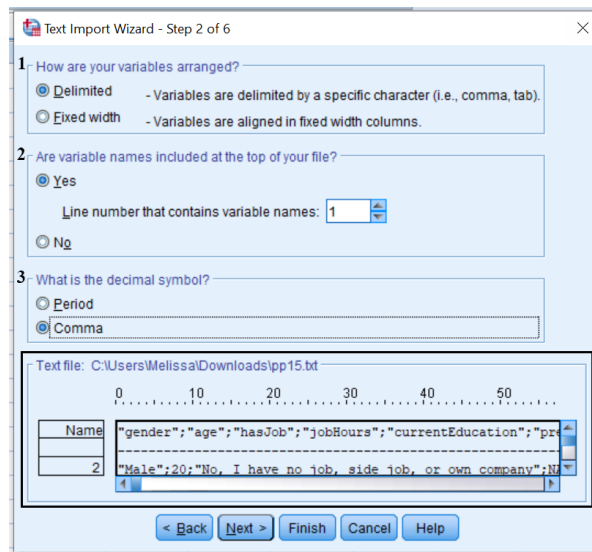 Text Import Wizard - Step 2 of 6
1 How are your variables arranged?
Delimited - Variables are delimited by a specific character (i.e., comma, tab).
Fixed width - Variables are aligned in fixed width columns.
2 Are variable names included at the top of your file?
Yes
Line number that contains variable names: 1
No
3 What is the decimal symbol?
Period
Comma
Text file: C:\Users\Melissa\Downloads\pp15.txt
0 10 20 30 40 50
Name "gender";"age";"hasJob";"jobHours";"currentEducation";"pre
2 "Male";20;"No, I have no job, side job, or own company";
< Back Next > Finish Cancel Help